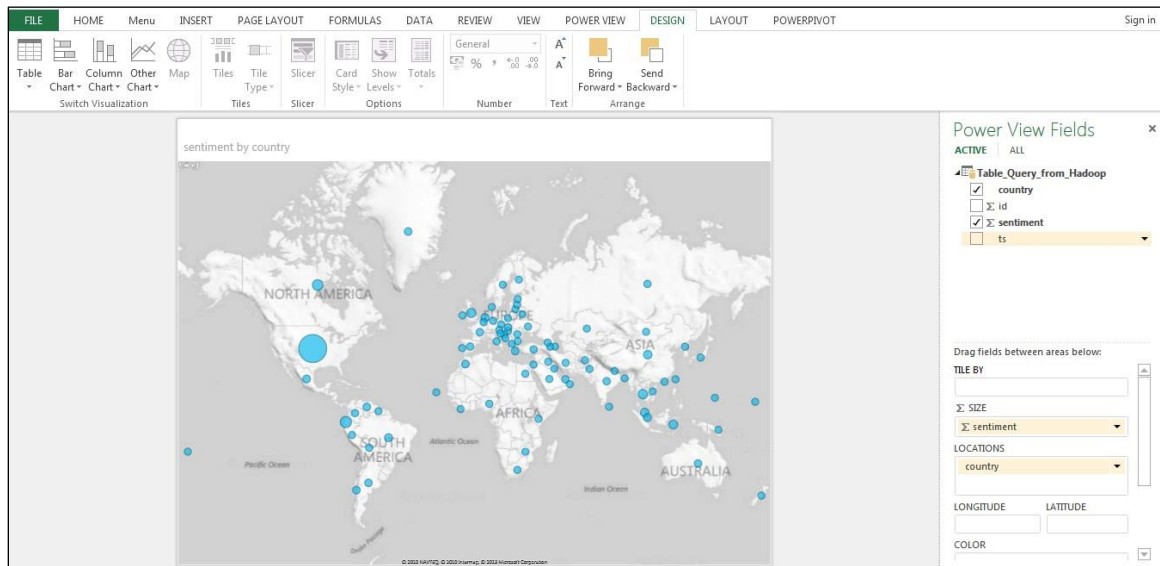 FILE HOME Menu INSERT PAGE LAYOUT FORMULAS DATA REVIEW VIEW POWER VIEW DESIGN LAYOUT POWERPIVOT Sign in
General
Table Bar Column Other Map Tiles Tile Slicer Card Show Totals Bring Send
Chart Chart Chart Type Style Levels Forward Backward
Switch Visualization Tiles Slicer Options Number Text Arrange
sentiment by country
NORTH AMERICA
EUROPE
ASIA
AFRICA
SOUTH
AMERICA
Atlantic Ocean
Pacific Ocean
AUSTRALIA
Indian Ocean
Drake Passage
Power View Fields
ACTIVE ALL
Table_Query_from_Hadoop
country
Σ id
Σ sentiment
ts
Drag fields between areas below:
TILE BY
Σ SIZE
Σ sentiment
LOCATIONS
country
LONGITUDE LATITUDE
COLOR